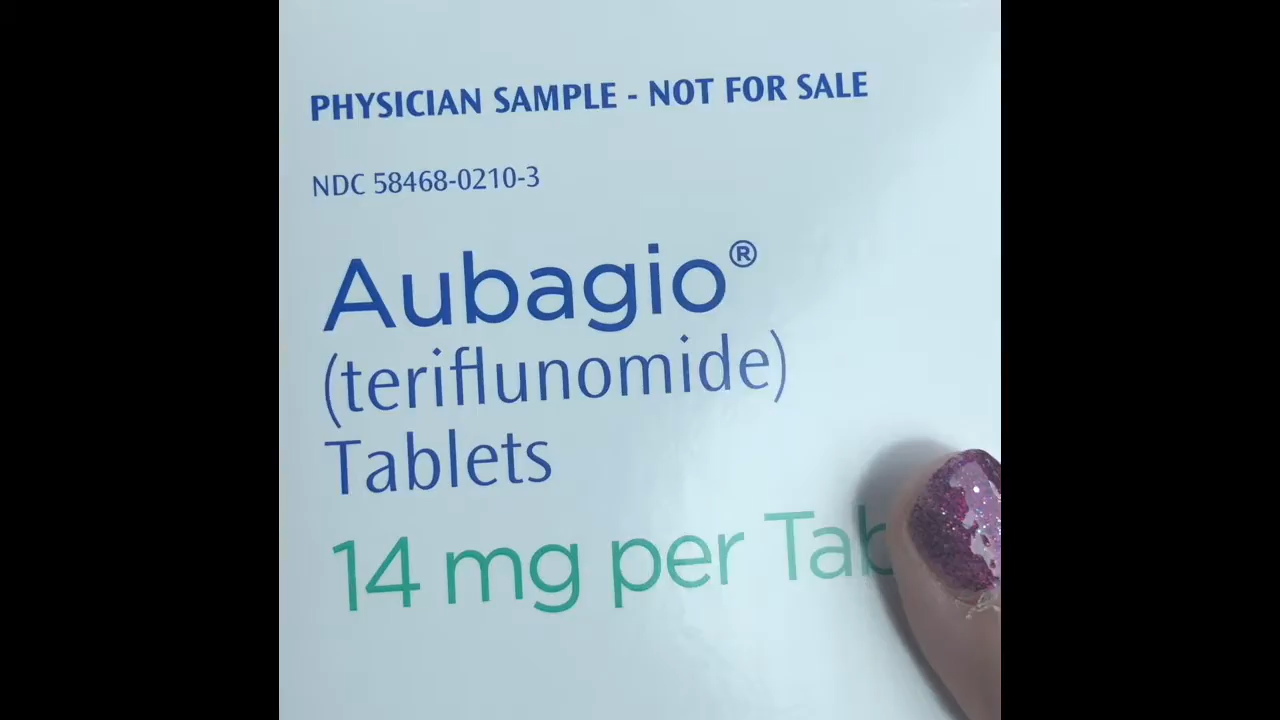 PHYSICIAN SAMPLE - NOT FOR SALE
NDC 58468-0210-3
Aubagio®
(teriflunomide)
Tablets
14 mg per Tab